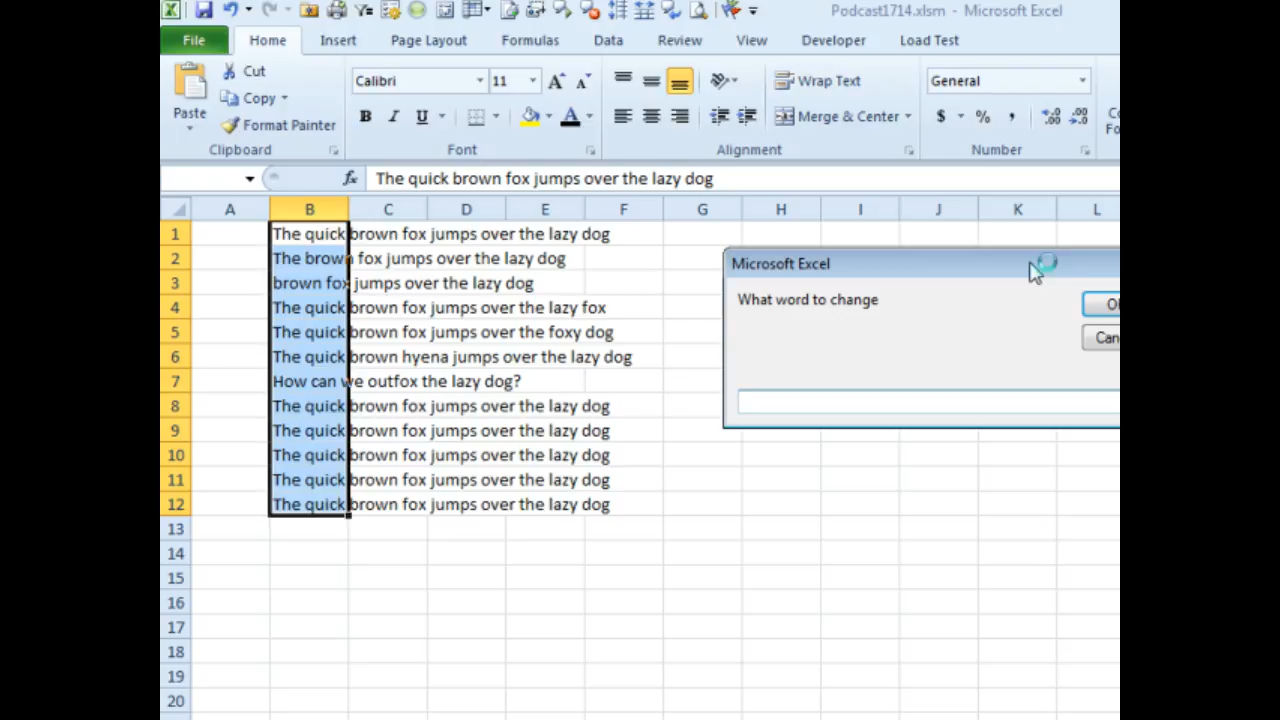 Podcast1714.xlsm - Microsoft Excel
File Home Insert Page Layout Formulas Data Review View Developer Load Test
Paste
Cut
Copy
Format Painter
Clipboard
Calibri 11
B I U
Font
Wrap Text
Merge & Center
Alignment
General
$ % ,
Number
fx The quick brown fox jumps over the lazy dog
A B C D E F G H I J K L
1 The quick brown fox jumps over the lazy dog
2 The brown fox jumps over the lazy dog
3 brown fox jumps over the lazy dog
4 The quick brown fox jumps over the lazy fox
5 The quick brown fox jumps over the foxy dog
6 The quick brown hyena jumps over the lazy dog
7 How can we outfox the lazy dog?
8 The quick brown fox jumps over the lazy dog
9 The quick brown fox jumps over the lazy dog
10 The quick brown fox jumps over the lazy dog
11 The quick brown fox jumps over the lazy dog
12 The quick brown fox jumps over the lazy dog
13
14
15
16
17
18
19
20
Microsoft Excel
What word to change